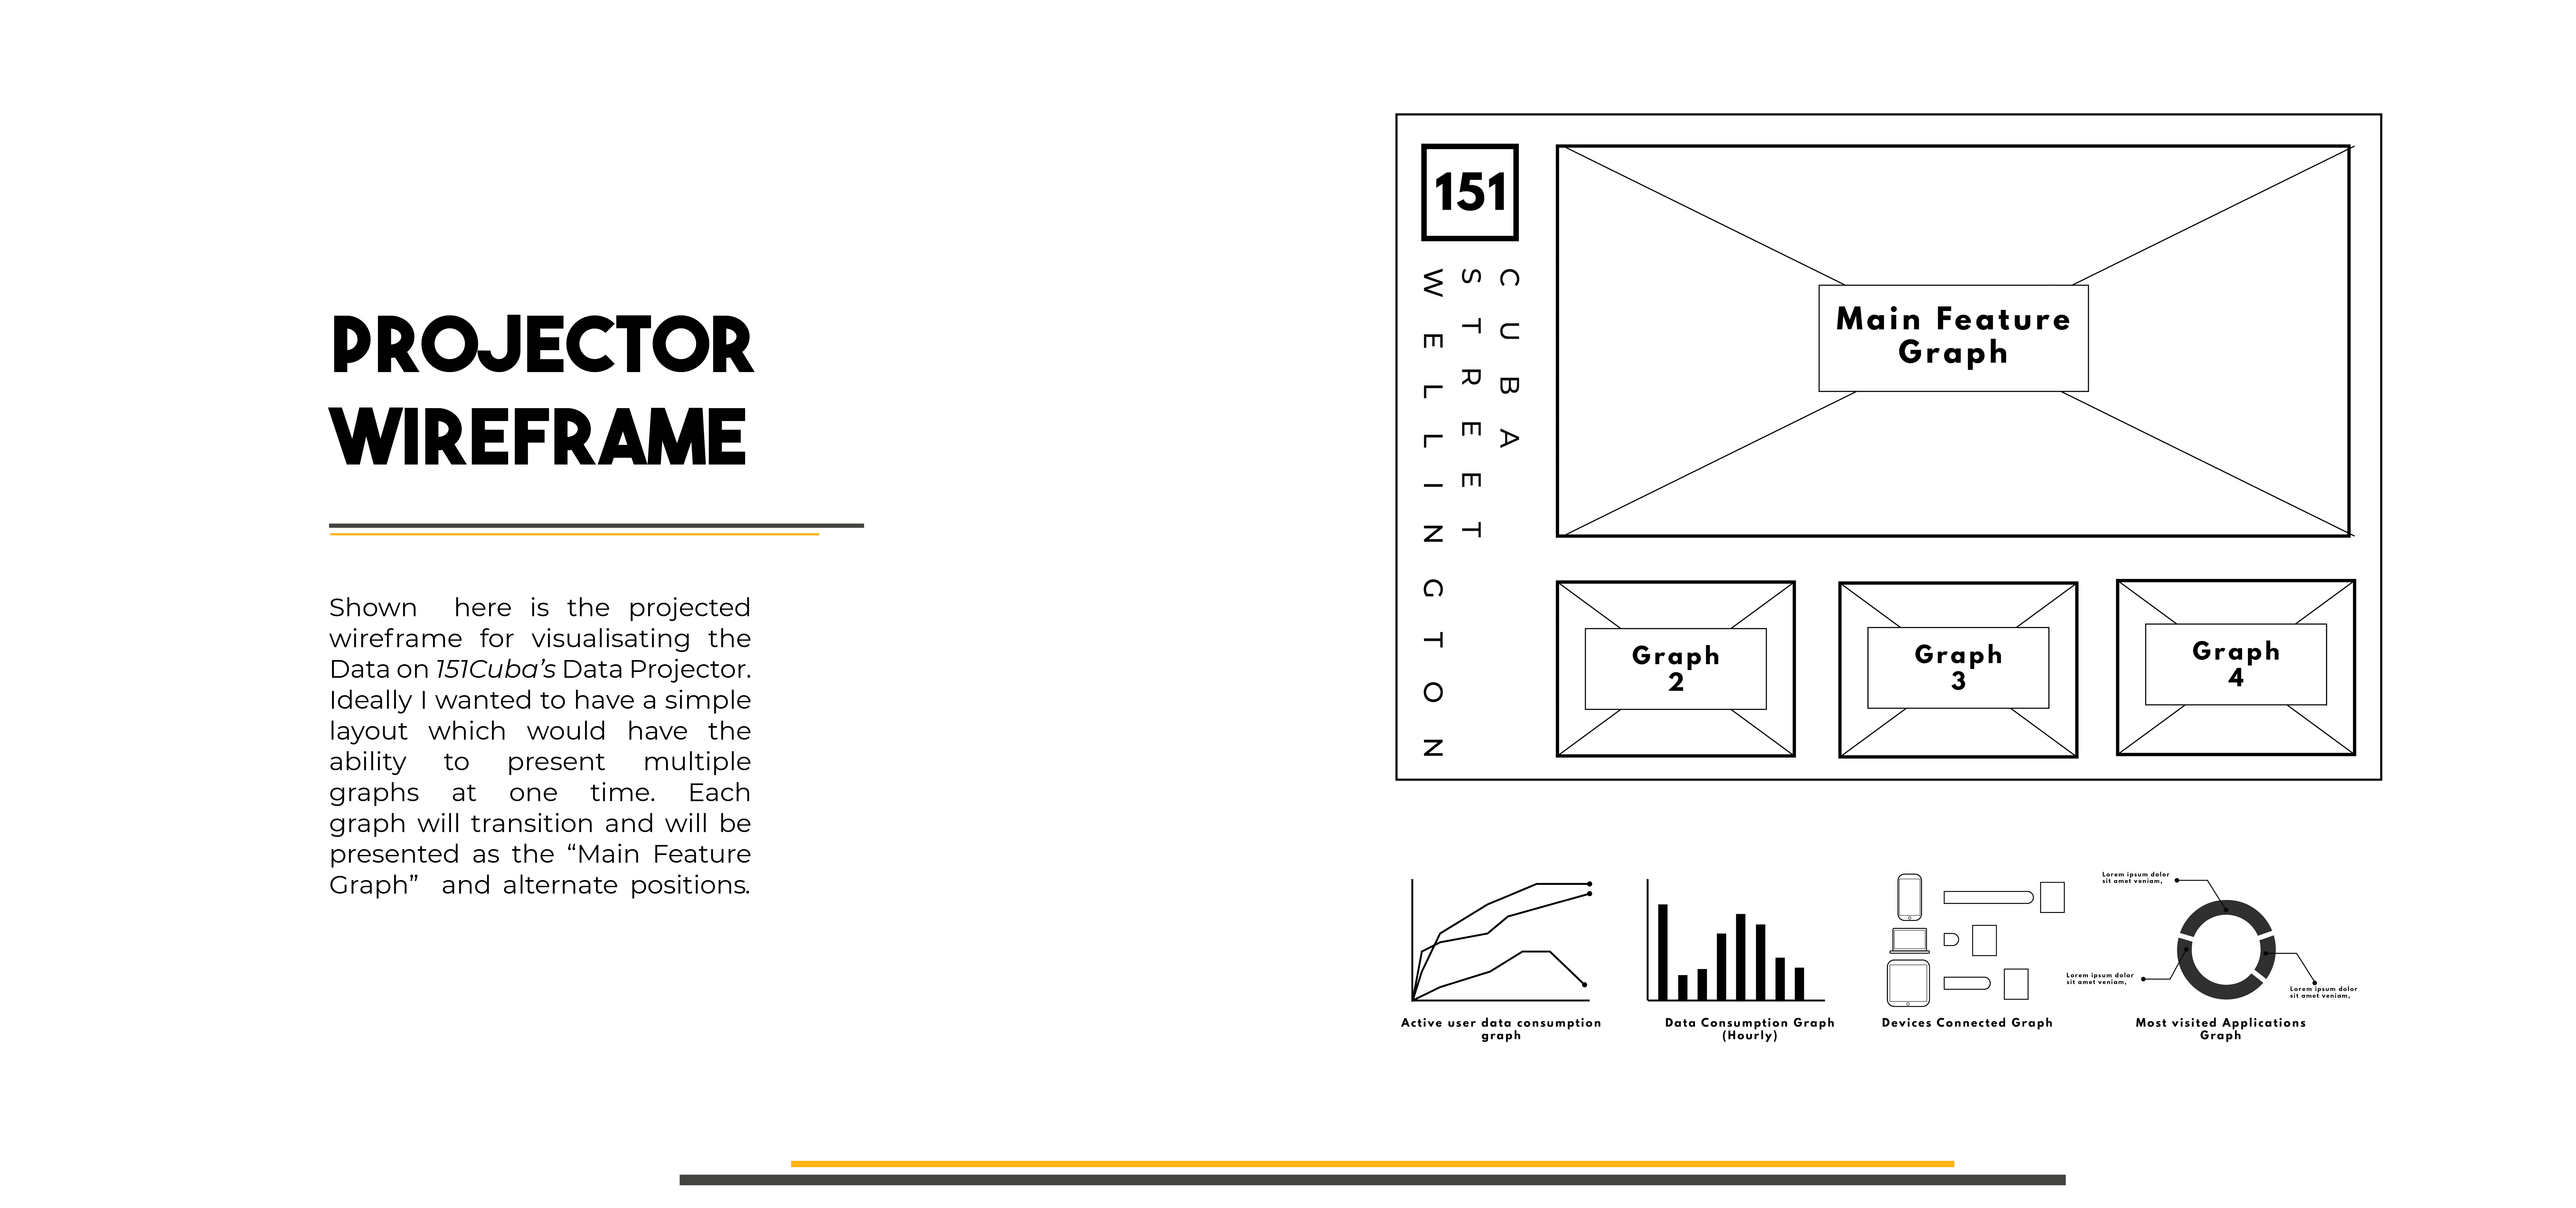 PROJECTOR
WIREFRAME
Shown here is the projected
wireframe for visualisating the
Data on 151Cuba’s Data Projector.
Ideally I wanted to have a simple
layout which would have the
ability to present multiple
graphs at one time. Each
graph will transition and will be
presented as the “Main Feature
Graph” and alternate positions.
151
CUBA
STREET
WELLINGTON
Main Feature
Graph
Graph
2
Graph
3
Graph
4
Active user data consumption
graph
Data Consumption Graph
(Hourly)
Devices Connected Graph
Lorem ipsum dolor
sit amet veniam,
Lorem ipsum dolor
sit amet veniam,
Lorem ipsum dolor
sit amet veniam,
Most visited Applications
Graph